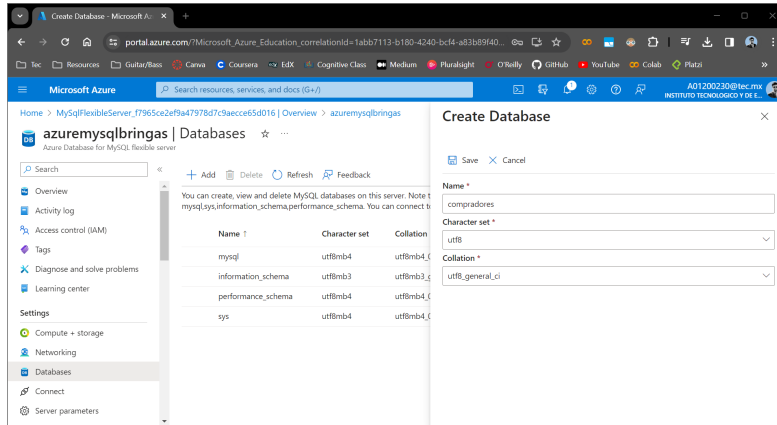 Create Database - Microsoft Az
portal.azure.com/?Microsoft_Azure_Education_correlationId=1abb7113-b180-4240-bcf4-a83b89f40...
Tec Resources Guitar/Bass Canva Coursera EdX Cognitive Class Medium Pluralsight O'Reilly GitHub YouTube Colab Platzi
Microsoft Azure
Search resources, services, and docs (G+/)
1
A01200230@tec.mx
INSTITUTO TECNOLOGICO Y DE E...
Home > MySqlFlexibleServer_f7965ce2ef9a47978d7c9aecce65d016 | Overview > azuremysqlbringas
azuremysqlbringas | Databases
Azure Database for MySQL flexible server
Search
Overview
Activity log
Access control (IAM)
Tags
Diagnose and solve problems
Learning center
Settings
Compute + storage
Networking
Databases
Connect
Server parameters
Add Delete Refresh Feedback
You can create, view and delete MySQL databases on this server. Note t
mysql,sys,information_schema,performance_schema. You can connect t
Name ↑ Character set Collation
mysql utf8mb4 utf8mb4_0
information_schema utf8mb3 utf8mb3_g
performance_schema utf8mb4 utf8mb4_0
sys utf8mb4 utf8mb4_0
Create Database
Save Cancel
Name *
compradores
Character set *
utf8
Collation *
utf8_general_ci